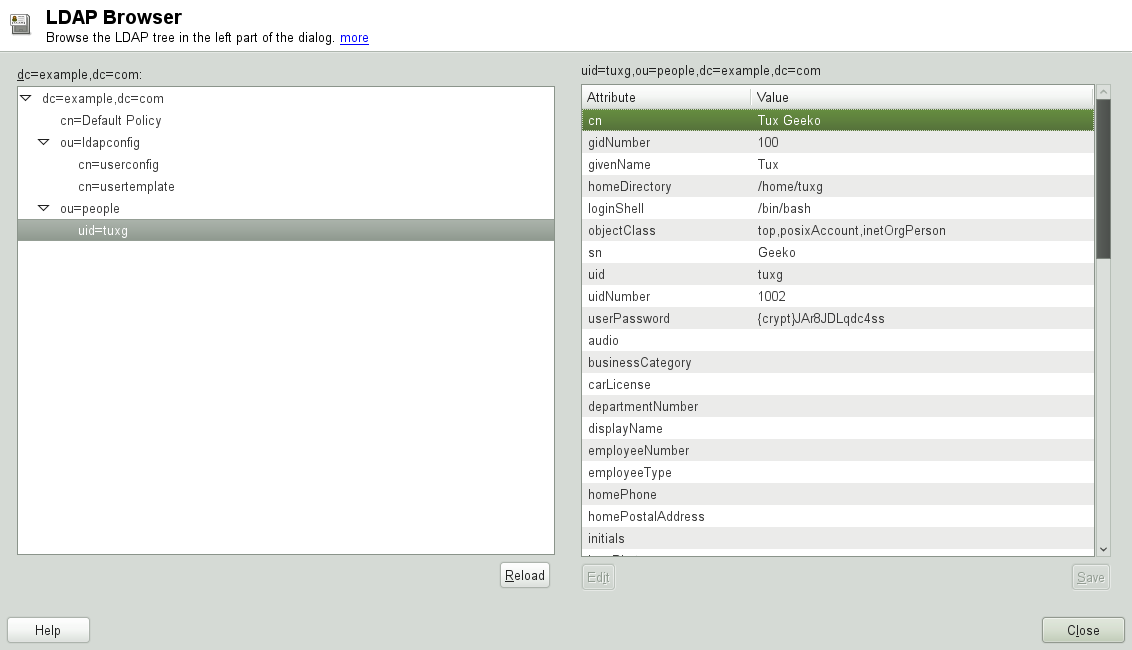 LDAP Browser
Browse the LDAP tree in the left part of the dialog. more
dc=example,dc=com:
dc=example,dc=com
cn=Default Policy
ou=ldapconfig
cn=userconfig
cn=usertemplate
ou=people
uid=tuxg
Reload
uid=tuxg,ou=people,dc=example,dc=com
Attribute Value
cn Tux Geeko
gidNumber 100
givenName Tux
homeDirectory /home/tuxg
loginShell /bin/bash
objectClass top,posixAccount,inetOrgPerson
sn Geeko
uid tuxg
uidNumber 1002
userPassword {crypt}JAr8JDLqdc4ss
audio
businessCategory
carLicense
departmentNumber
displayName
employeeNumber
employeeType
homePhone
homePostalAddress
initials
Edit Save
Help Close